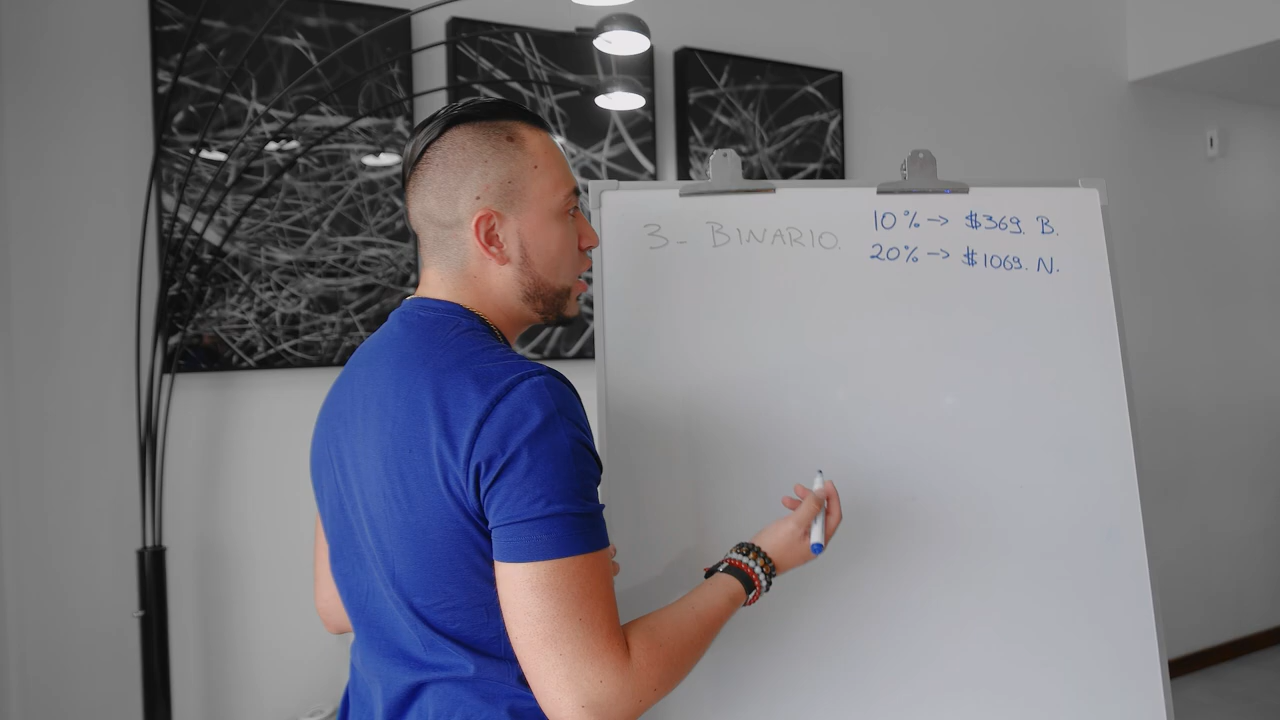 3- BINARIO.
10% → $369. B.
20% → $1069. N.